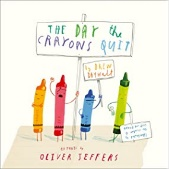 THE DAY the
CRAYONS QUIT
by DREW
DAYWALT
OLIVER JEFFERS